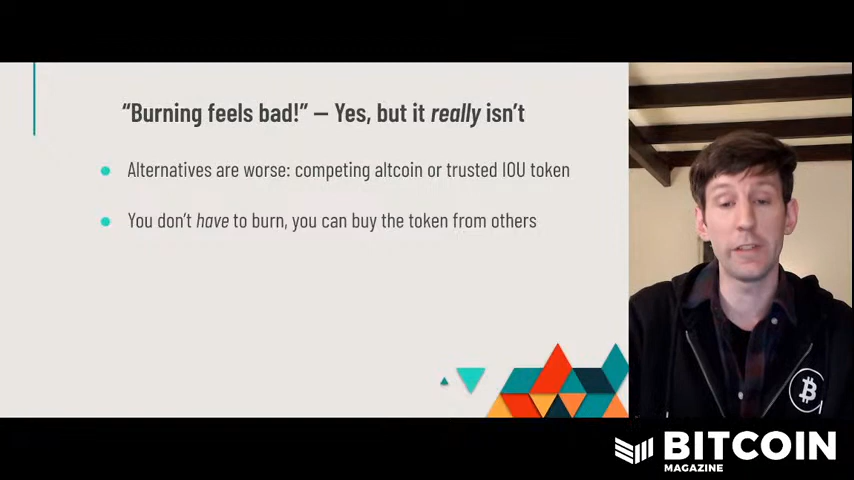 “Burning feels bad!” — Yes, but it really isn’t
Alternatives are worse: competing altcoin or trusted IOU token
You don’t have to burn, you can buy the token from others
BITCOIN
MAGAZINE